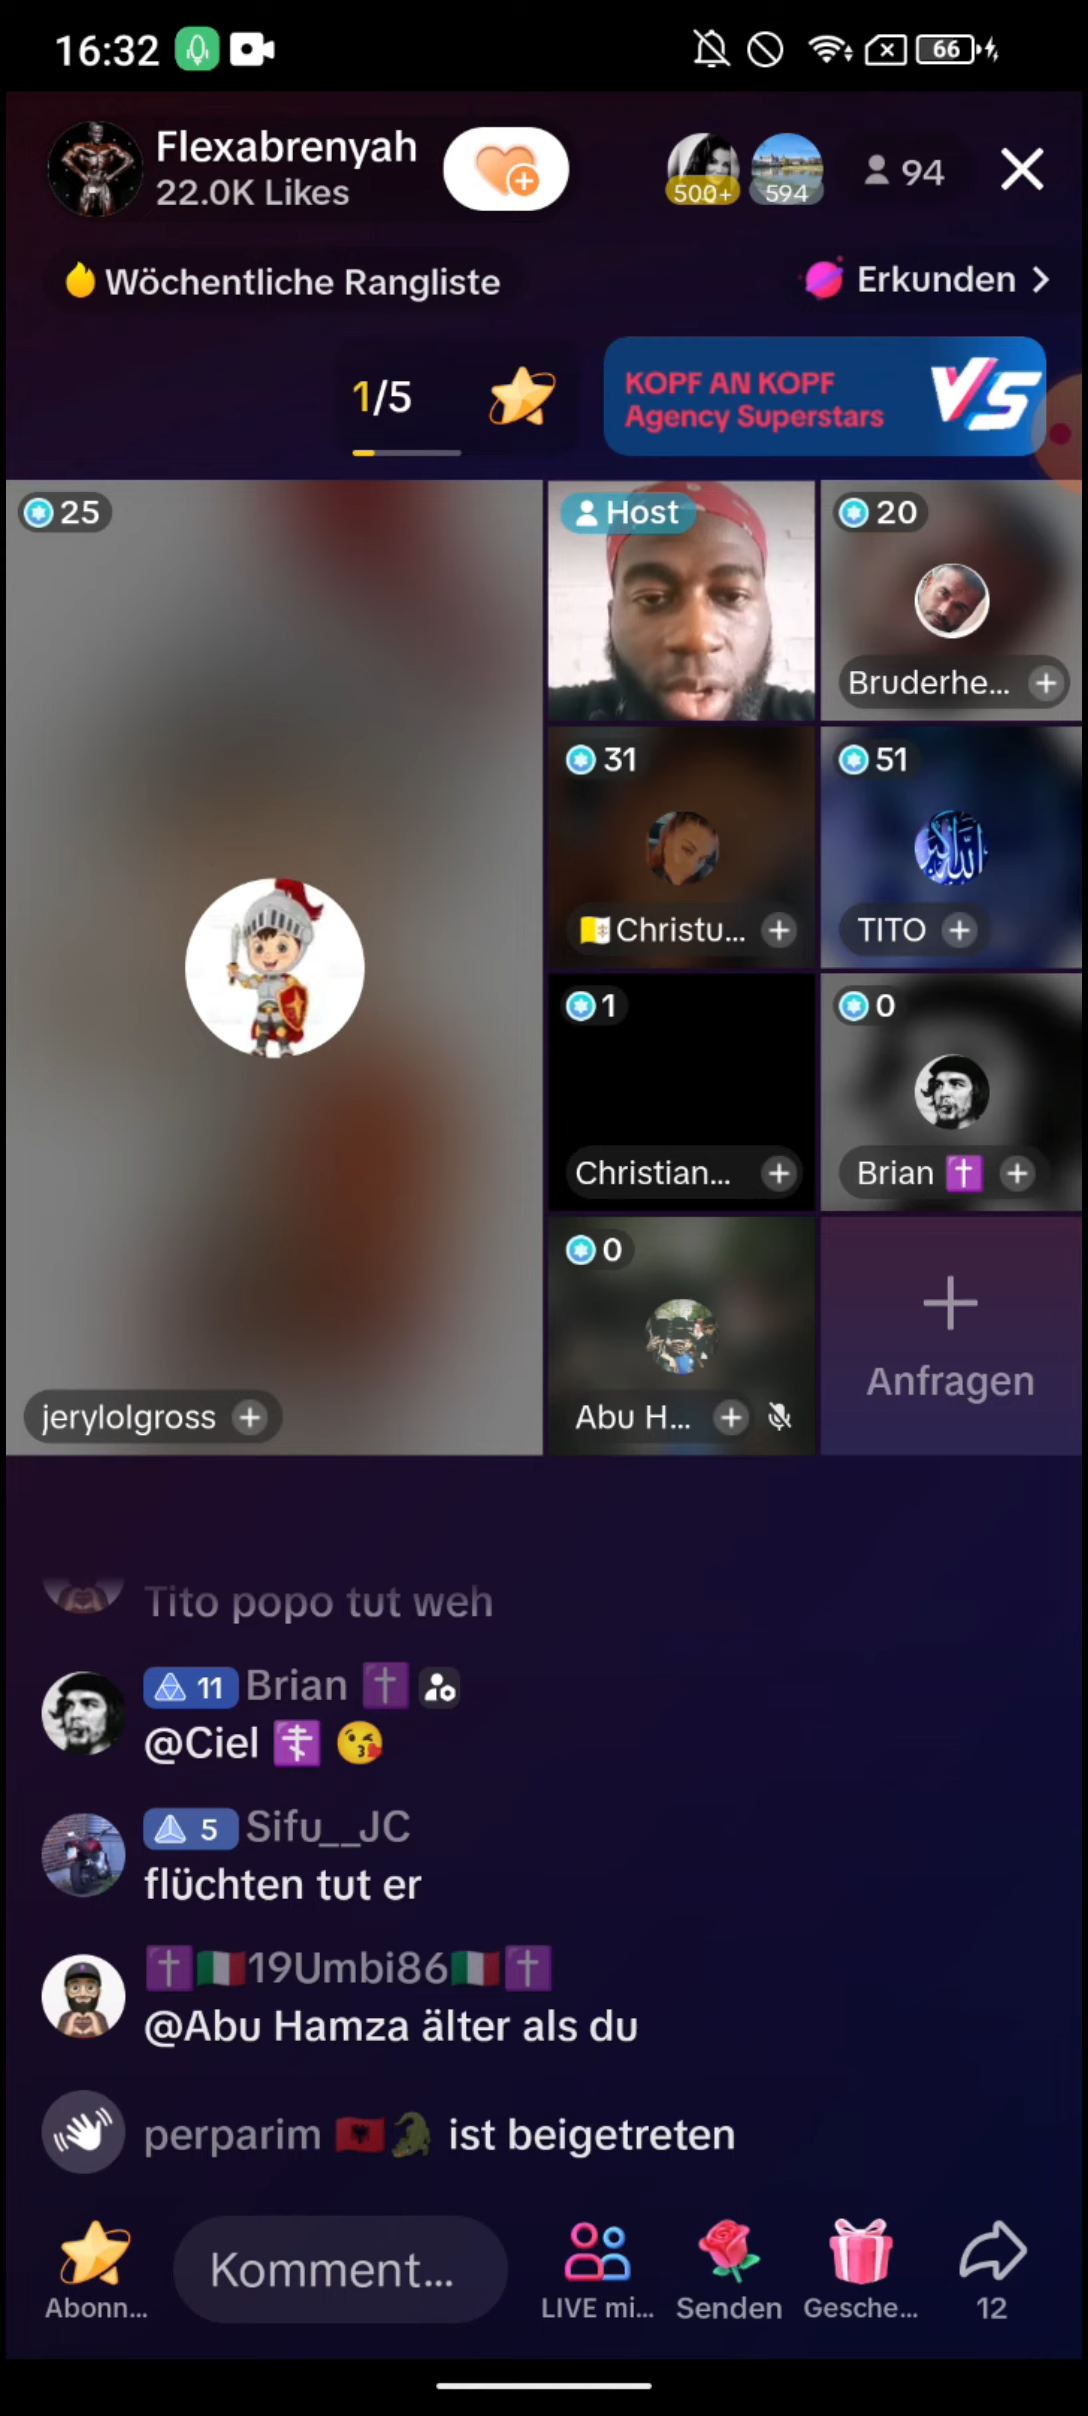 16:32
66
Flexabrenyah
22.0K Likes
500+
594
94
Wöchentliche Rangliste
Erkunden >
1/5
KOPF AN KOPF
Agency Superstars
VS
25
Host
20
Bruderhe...
31
51
Christu...
TITO
1
0
Christian...
Brian
0
Anfragen
jerylolgross
Abu H...
Tito popo tut weh
11 Brian
@Ciel ☦️ 😘
5 Sifu__JC
flüchten tut er
✝️🇮🇹19Umbi86🇮🇹✝️
@Abu Hamza älter als du
perparim 🇦🇱🐊 ist beigetreten
Komment...
Abonn...
LIVE mi...
Senden
Gesche...
12